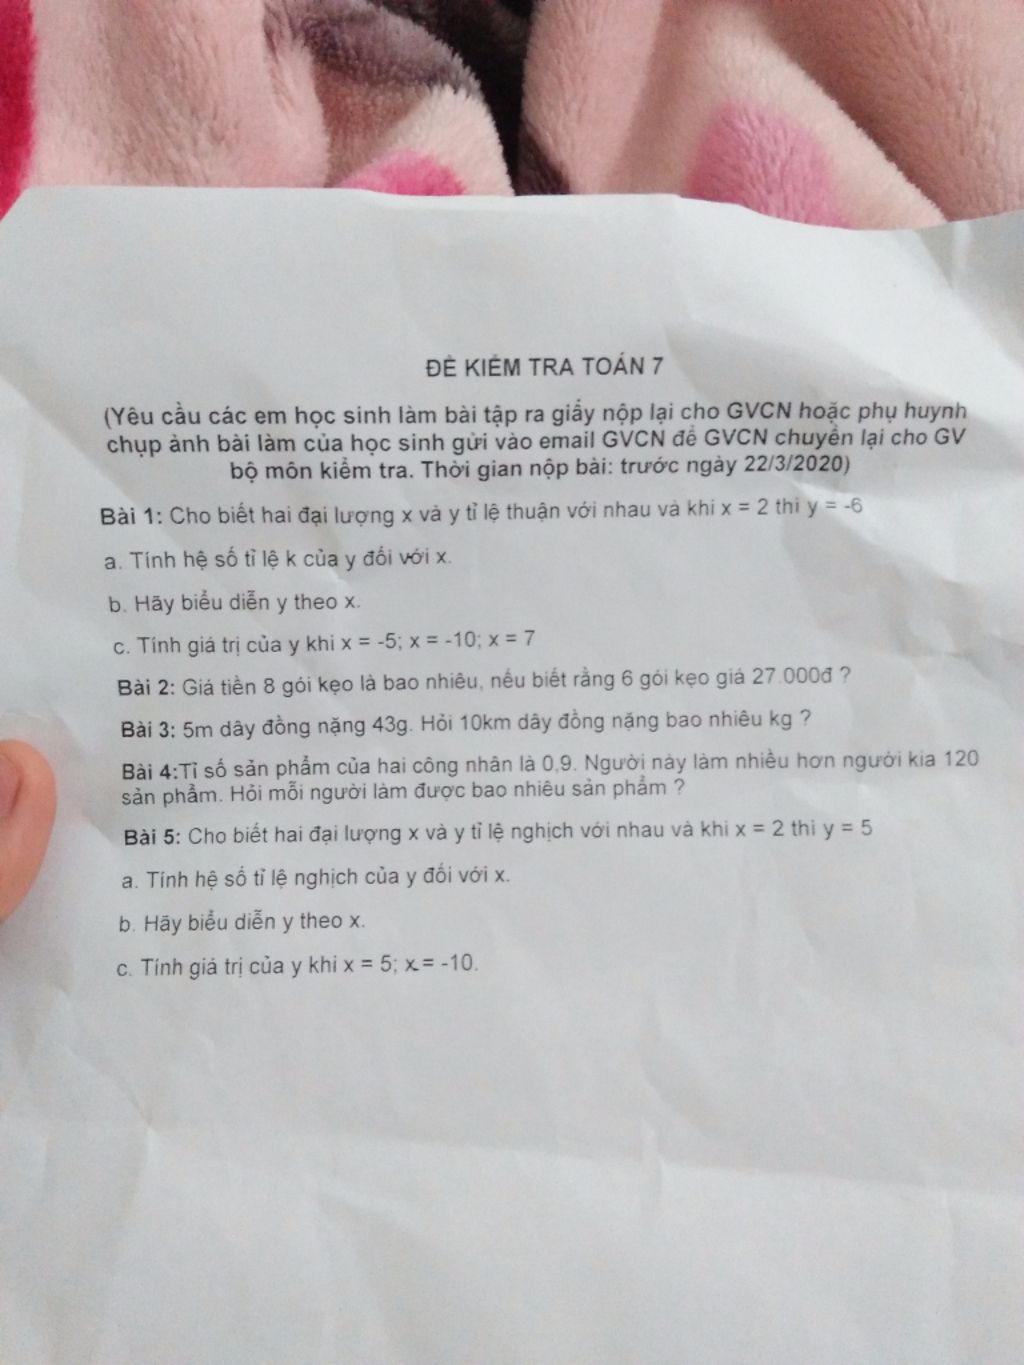 ĐỀ KIỂM TRA TOÁN 7
(Yêu cầu các em học sinh làm bài tập ra giấy nộp lại cho GVCN hoặc phụ huynh
chụp ảnh bài làm của học sinh gửi vào email GVCN để GVCN chuyển lại cho GV
bộ môn kiểm tra. Thời gian nộp bài: trước ngày 22/3/2020)
Bài 1: Cho biết hai đại lượng x và y tỉ lệ thuận với nhau và khi x = 2 thì y = -6
a. Tính hệ số tỉ lệ k của y đối với x.
b. Hãy biểu diễn y theo x.
c. Tính giá trị của y khi x = -5; x = -10; x = 7
Bài 2: Giá tiền 8 gói kẹo là bao nhiêu, nếu biết rằng 6 gói kẹo giá 27.000đ ?
Bài 3: 5m dây đồng nặng 43g. Hỏi 10km dây đồng nặng bao nhiêu kg ?
Bài 4:Tỉ số sản phẩm của hai công nhân là 0,9. Người này làm nhiều hơn người kia 120
sản phẩm. Hỏi mỗi người làm được bao nhiêu sản phẩm ?
Bài 5: Cho biết hai đại lượng x và y tỉ lệ nghịch với nhau và khi x = 2 thì y = 5
a. Tính hệ số tỉ lệ nghịch của y đối với x.
b. Hãy biểu diễn y theo x.
c. Tính giá trị của y khi x = 5; x = -10.